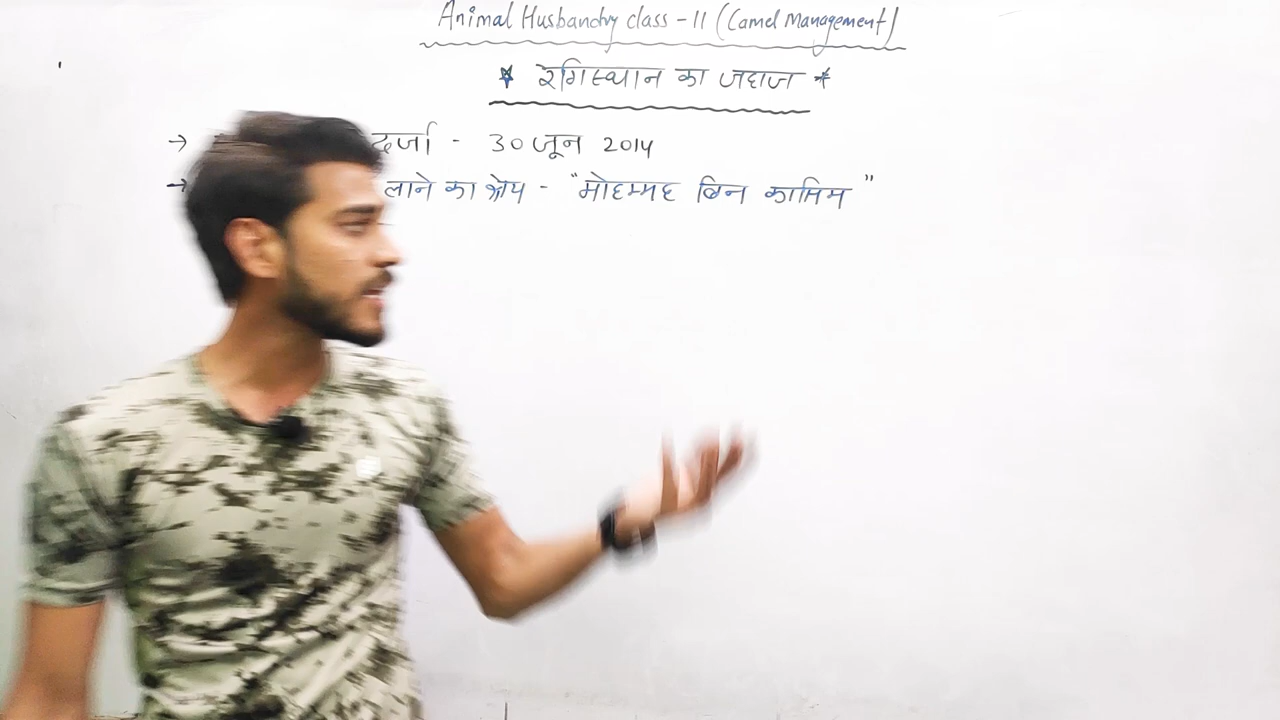 Animal Husbandry class - 11 (Camel Management)
* रेगिस्थान का जहाज *
→ दर्जा - 30 जून 2014
→ लाने का श्रेय - "मोहम्मद बिन कासिम"